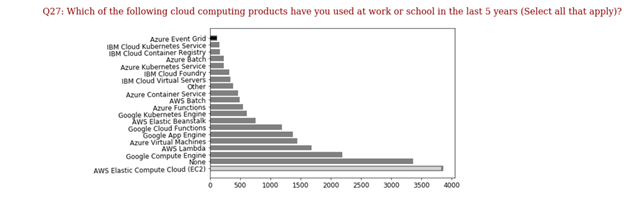 Q27: Which of the following cloud computing products have you used at work or school in the last 5 years (Select all that apply)?
Azure Event Grid
IBM Cloud Kubernetes Service
IBM Cloud Container Registry
Azure Batch
Azure Kubernetes Service
IBM Cloud Foundry
IBM Cloud Virtual Servers
Other
Azure Container Service
AWS Batch
Azure Functions
Google Kubernetes Engine
AWS Elastic Beanstalk
Google Cloud Functions
Google App Engine
Azure Virtual Machines
AWS Lambda
Google Compute Engine
None
AWS Elastic Compute Cloud (EC2)
0 500 1000 1500 2000 2500 3000 3500 4000